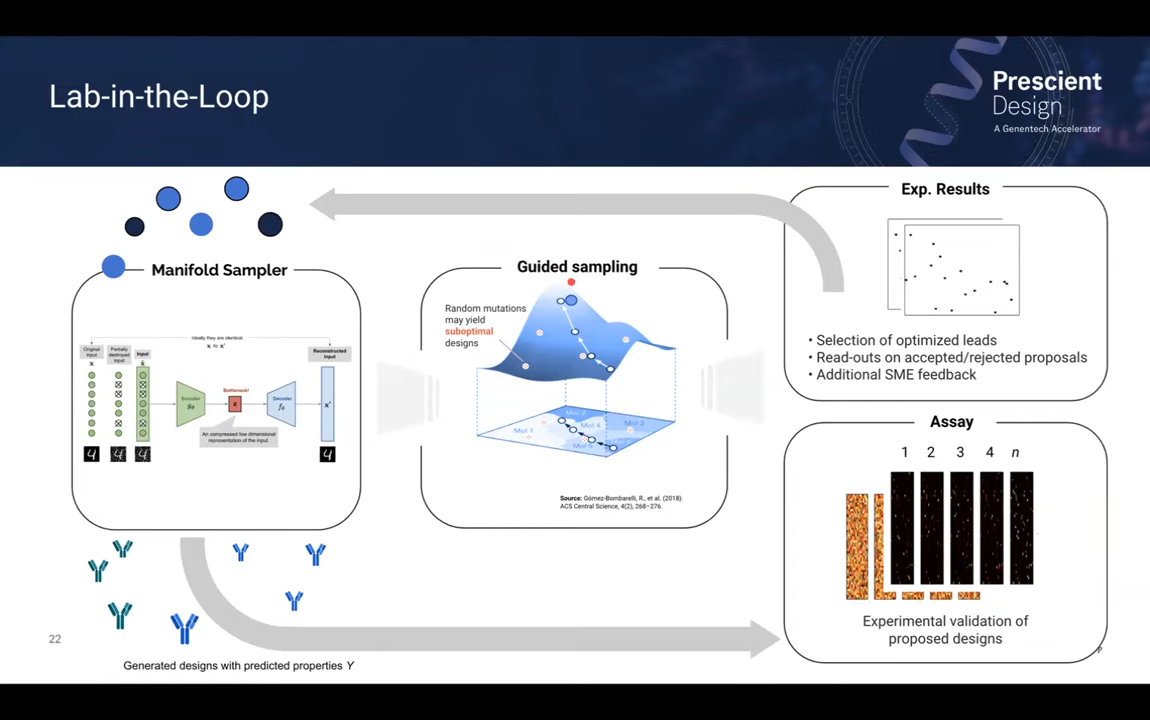 Lab-in-the-Loop
Prescient
Design
A Genentech Accelerator
Exp. Results
Manifold Sampler
Guided sampling
Random mutations
may yield
suboptimal
designs
Ideally they are identical
x ≈ x'
Original
input
x
Partially
destroyed
input
Input
Reconstructed
input
Encoder
Bottleneck!
Decoder
z
x'
An compressed low dimensional
representation of the input
Mol 2
Mol 1
Mol 4
Mol 3
Source: Gómez-Bombarelli, R., et al. (2018).
ACS Central Science, 4(2), 268–276.
• Selection of optimized leads
• Read-outs on accepted/rejected proposals
• Additional SME feedback
Assay
1 2 3 4 n
Experimental validation of
proposed designs
22
Generated designs with predicted properties Y